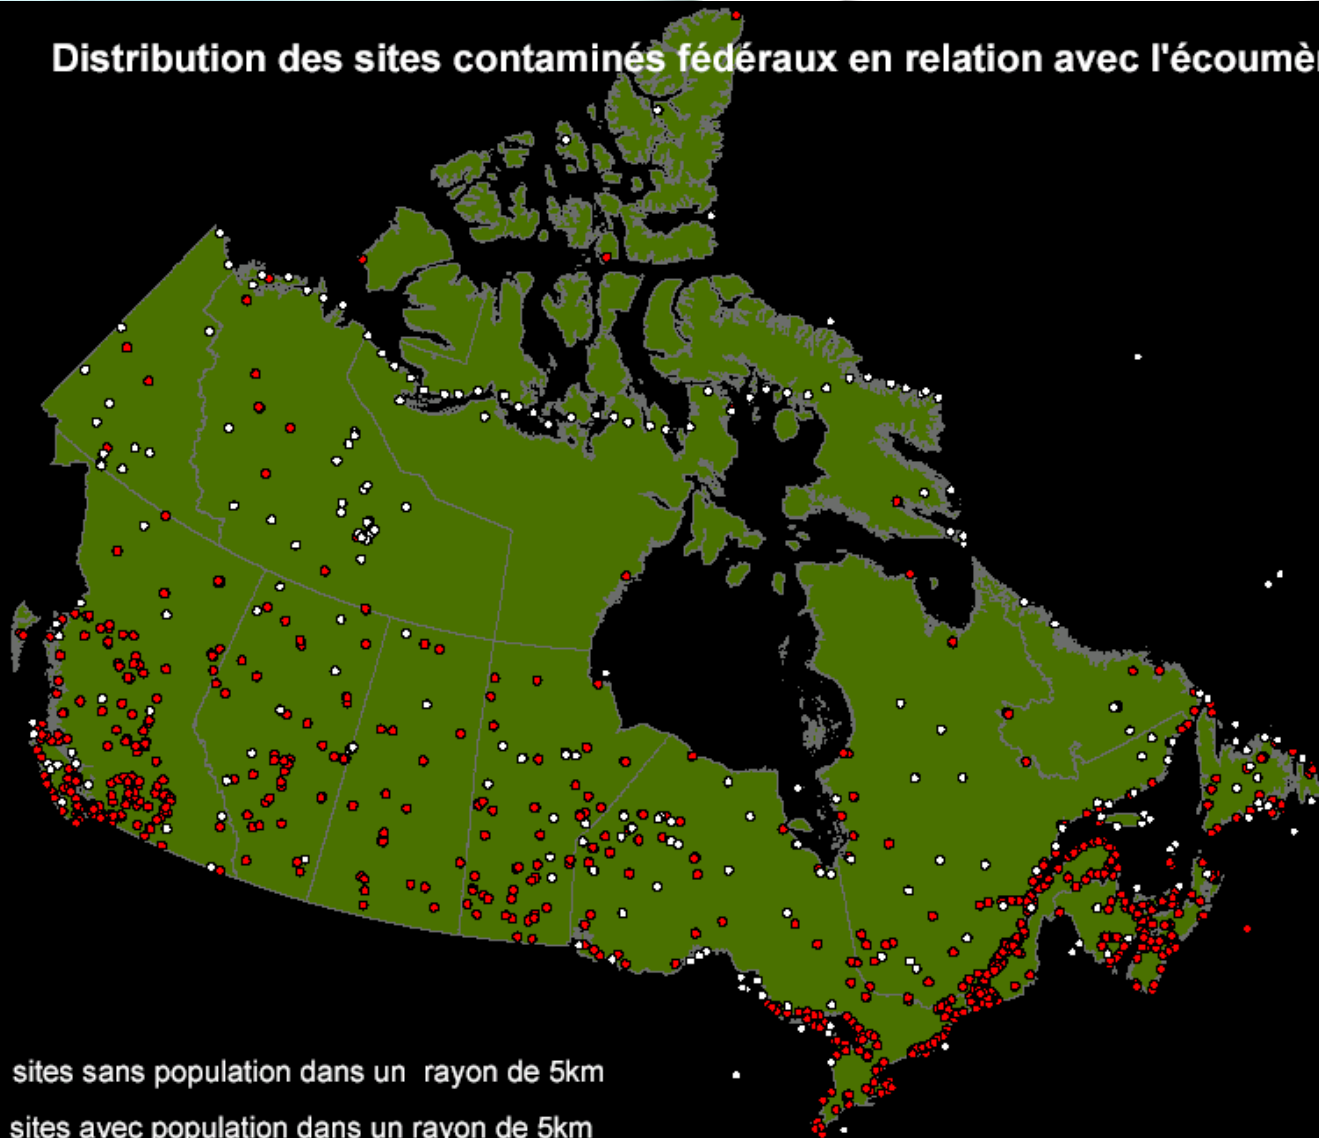 Distribution des sites contaminés fédéraux en relation avec l'écoumè
sites sans population dans un rayon de 5km
sites avec population dans un rayon de 5km